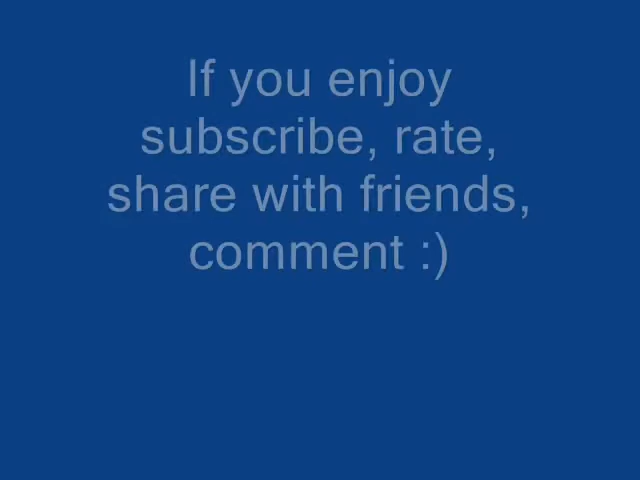 If you enjoy
subscribe, rate,
share with friends,
comment :)